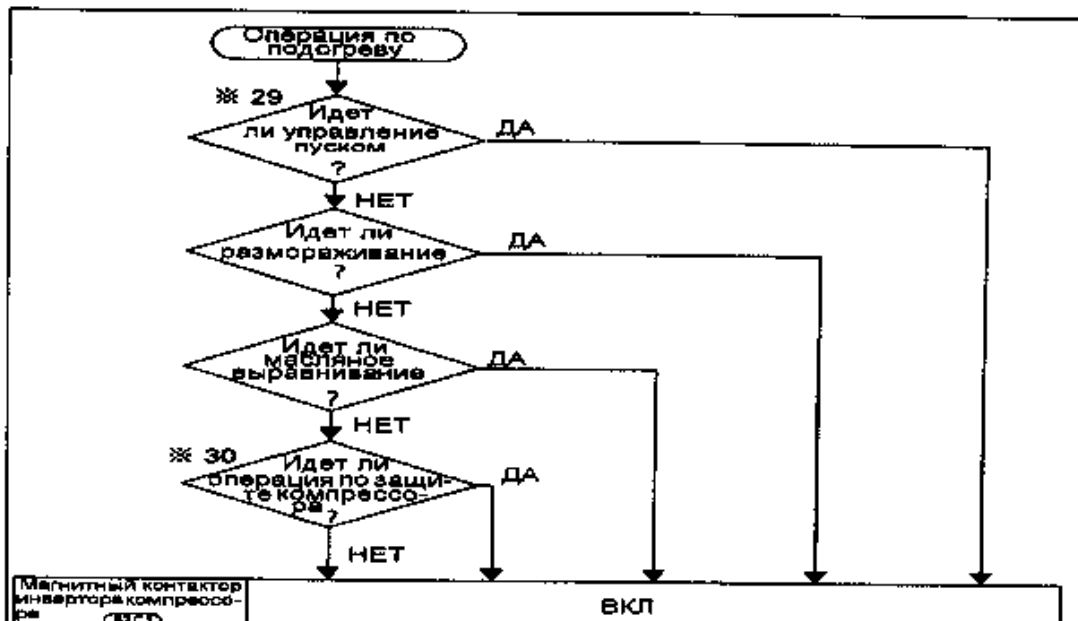 Операция по
подогреву
※ 29
Идет
ли управление
пуском
?
ДА
НЕТ
Идет ли
размораживание
?
ДА
НЕТ
Идет ли
масляное
выравнивание
?
ДА
НЕТ
※ 30
Идет ли
операция по защи-
те компрессо-
ра ?
ДА
НЕТ
Магнитный контактор
инвертора компрессо-
ра
ВКЛ